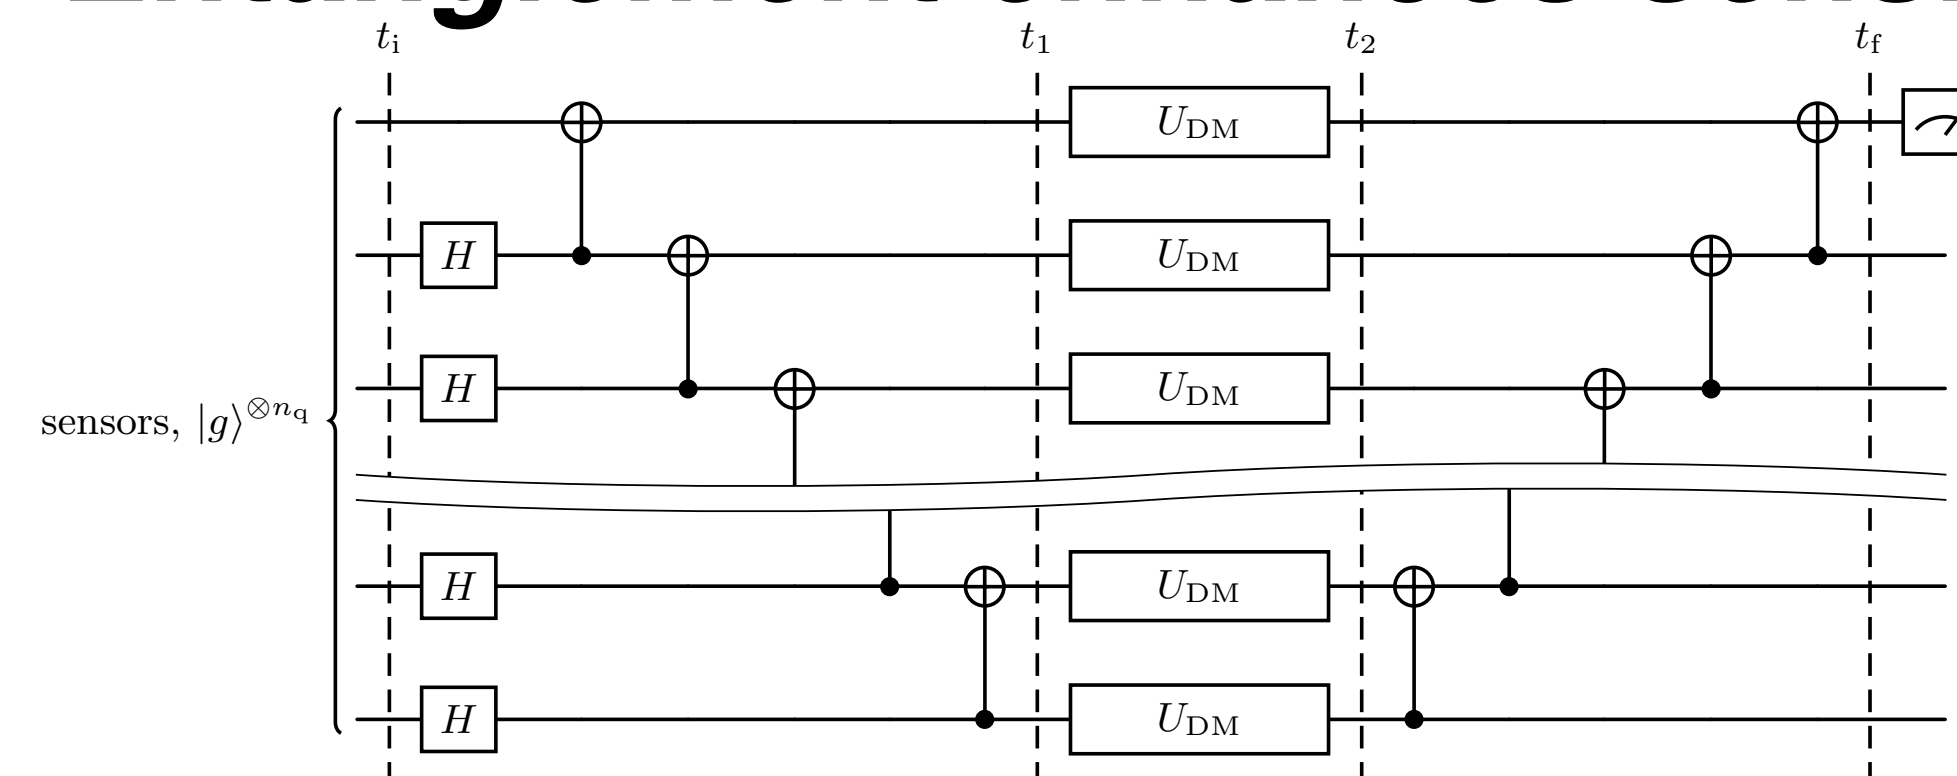 t_i t_1 t_2 t_f
U_DM
H U_DM
H U_DM
sensors, |g⟩^{⊗n_q}
H U_DM
H U_DM